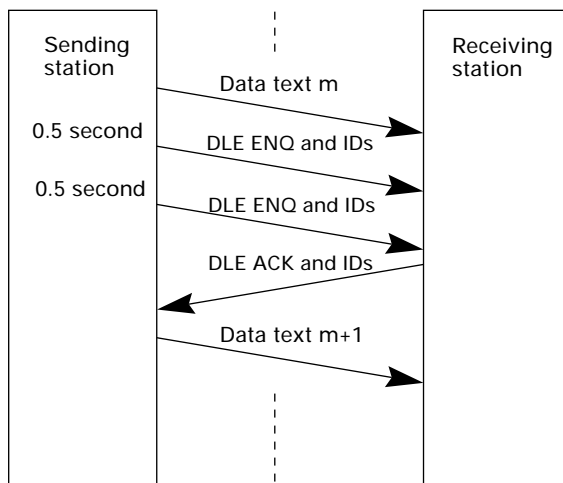 Sending
station
Receiving
station
Data text m
0.5 second
DLE ENQ and IDs
0.5 second
DLE ENQ and IDs
DLE ACK and IDs
Data text m+1